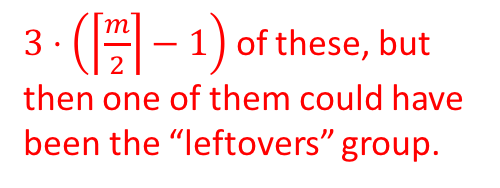 3 · (⌈m/2⌉ − 1) of these, but
then one of them could have
been the “leftovers” group.